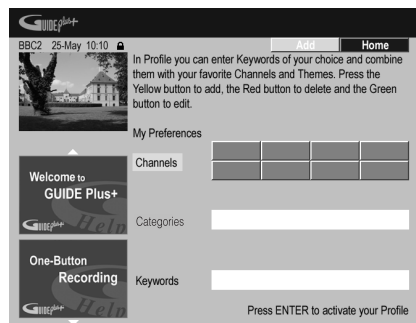 GUIDE plus+
BBC2 25-May 10:10
Add Home
In Profile you can enter Keywords of your choice and combine
them with your favorite Channels and Themes. Press the
Yellow button to add, the Red button to delete and the Green
button to edit.
My Preferences
Channels
Welcome to
GUIDE Plus+
GUIDE plus+ Help
Categories
One-Button
Recording
Keywords
GUIDE plus+ Help
Press ENTER to activate your Profile